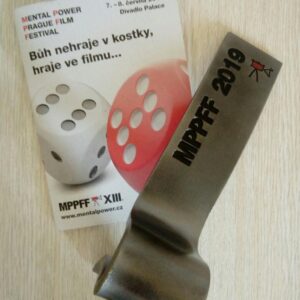 MENTAL POWER
PRAGUE FILM
FESTIVAL
7. – 8. června
Divadlo Palace
Bůh nehraje v kostky,
hraje ve filmu...
MPPFF XIII.
www.mentalpower.cz
MPPFF 2019